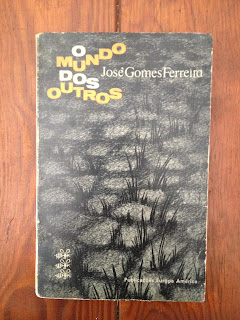 O
MUNDO
DOS
OUTROS
José Gomes Ferreira
Publicações Europa-América